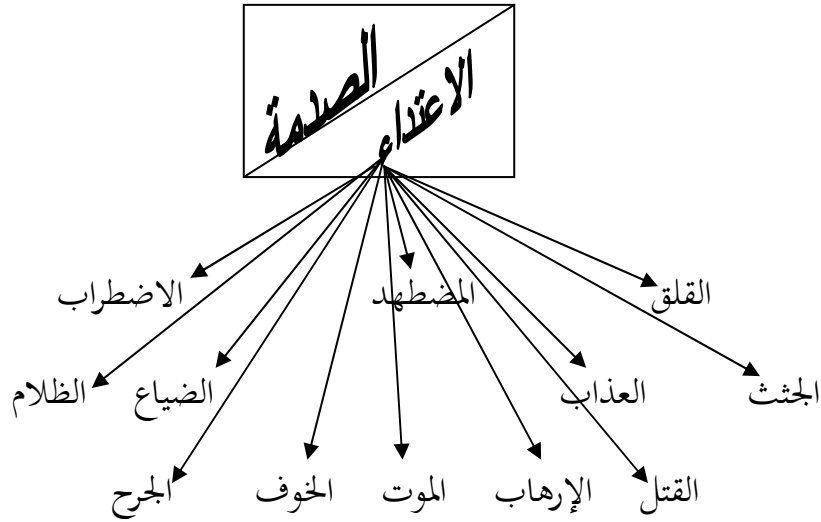 الصدمة
الاعتداء
القلق المضطهد الاضطراب
الجثث العذاب الضياع الظلام
القتل الإرهاب الموت الخوف الجرح